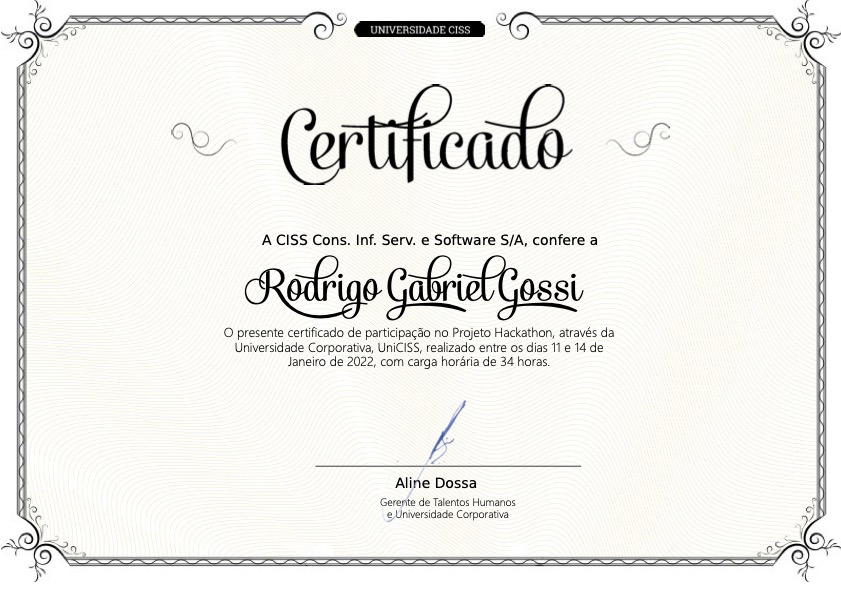 UNIVERSIDADE CISS
Certificado
A CISS Cons. Inf. Serv. e Software S/A, confere a
Rodrigo Gabriel Gossi
O presente certificado de participação no Projeto Hackathon, através da
Universidade Corporativa, UniCISS, realizado entre os dias 11 e 14 de
Janeiro de 2022, com carga horária de 34 horas.
Aline Dossa
Gerente de Talentos Humanos
e Universidade Corporativa